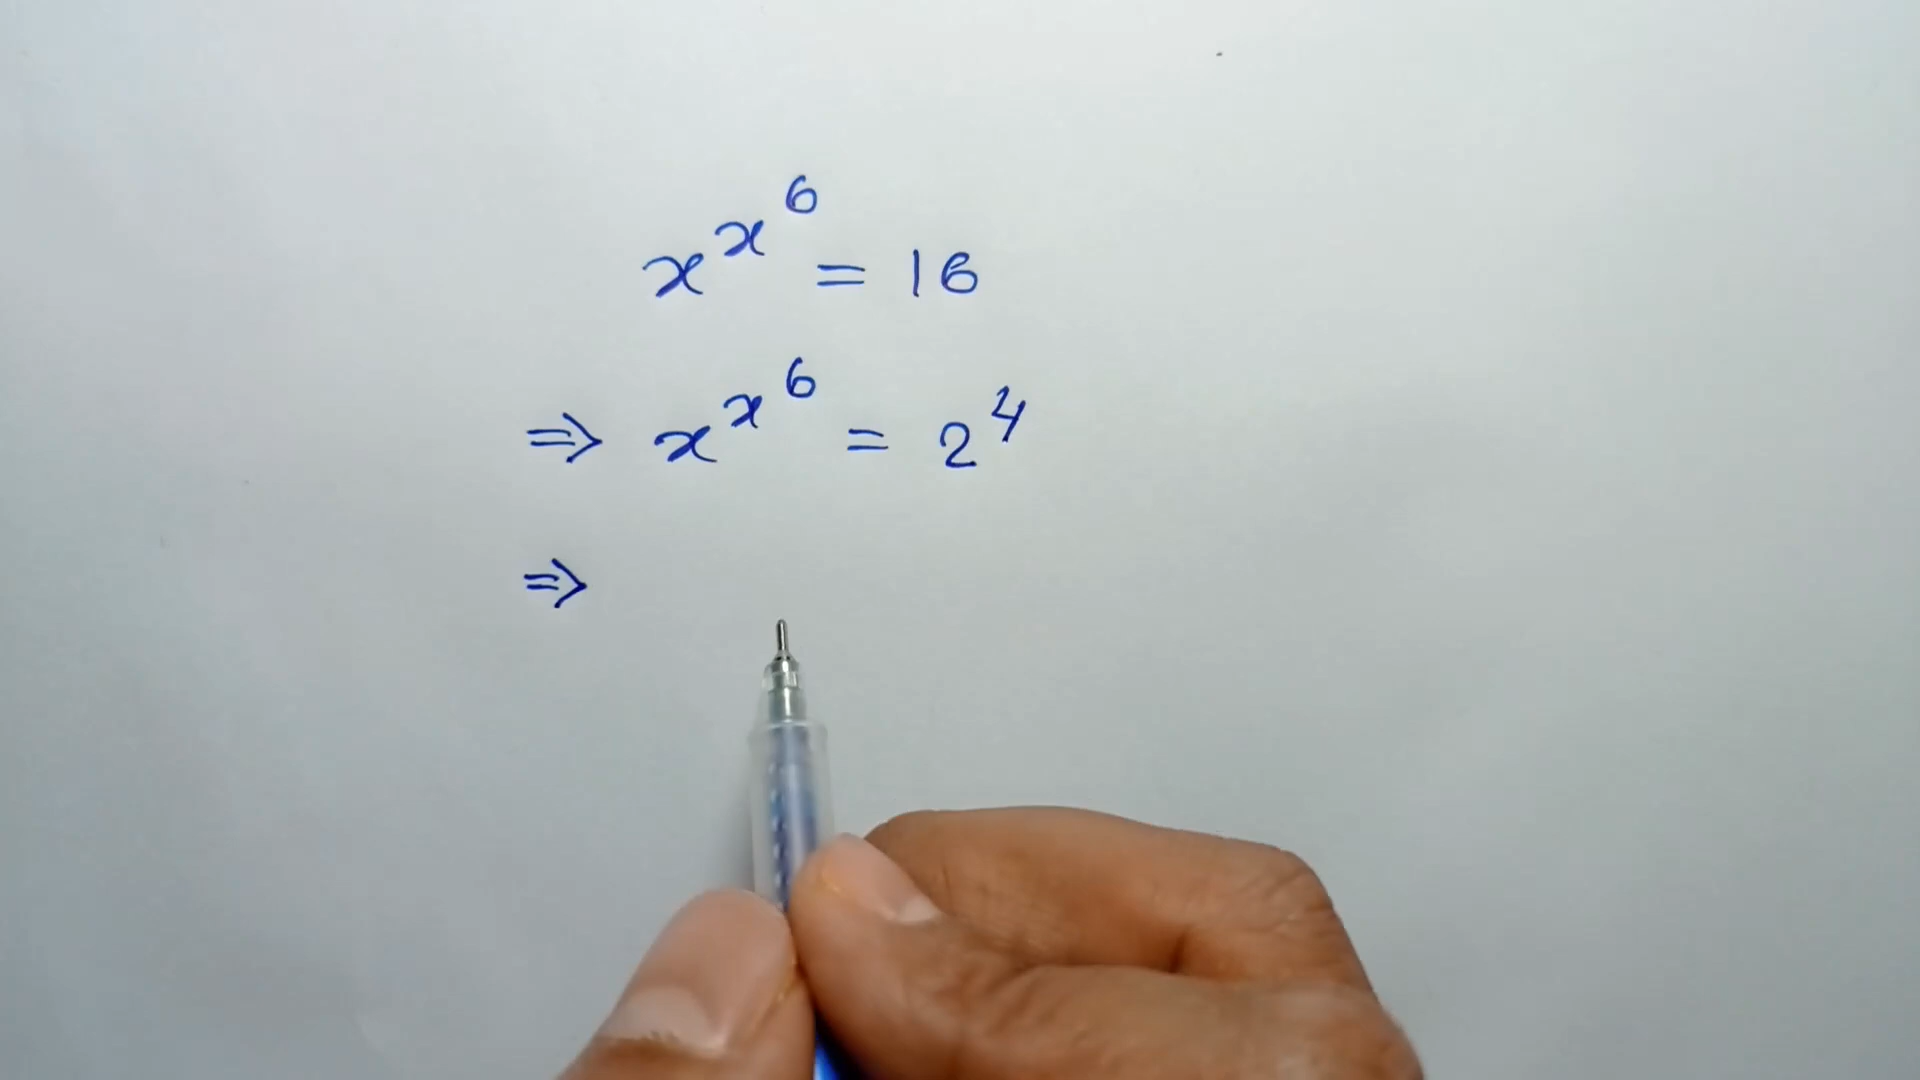 x^x^6 = 16
⇒ x^x^6 = 2^4
⇒